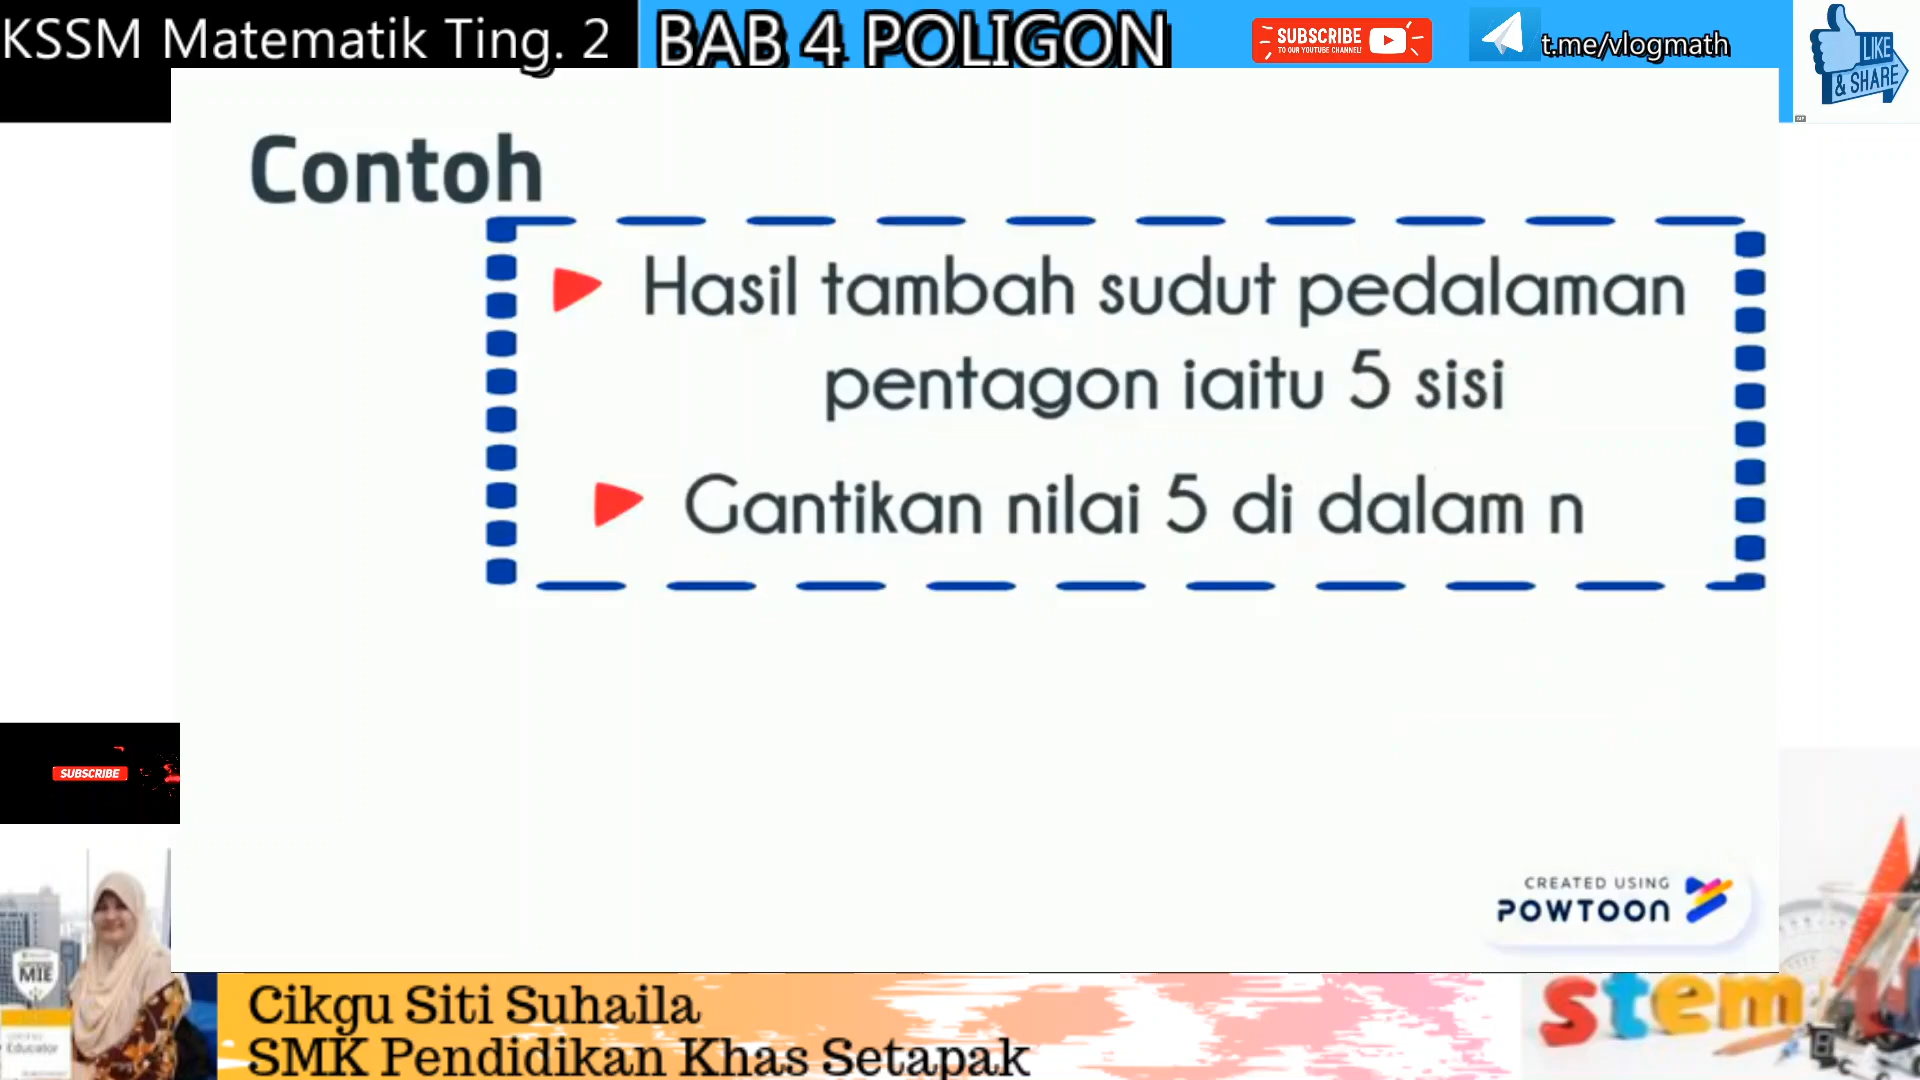 KSSM Matematik Ting. 2
BAB 4 POLIGON
SUBSCRIBE
TO OUR YOUTUBE CHANNEL!
t.me/vlogmath
LIKE
& SHARE
Contoh
Hasil tambah sudut pedalaman
pentagon iaitu 5 sisi
Gantikan nilai 5 di dalam n
SUBSCRIBE
CREATED USING
POWTOON
MIE
Educator
Cikgu Siti Suhaila
SMK Pendidikan Khas Setapak
stem